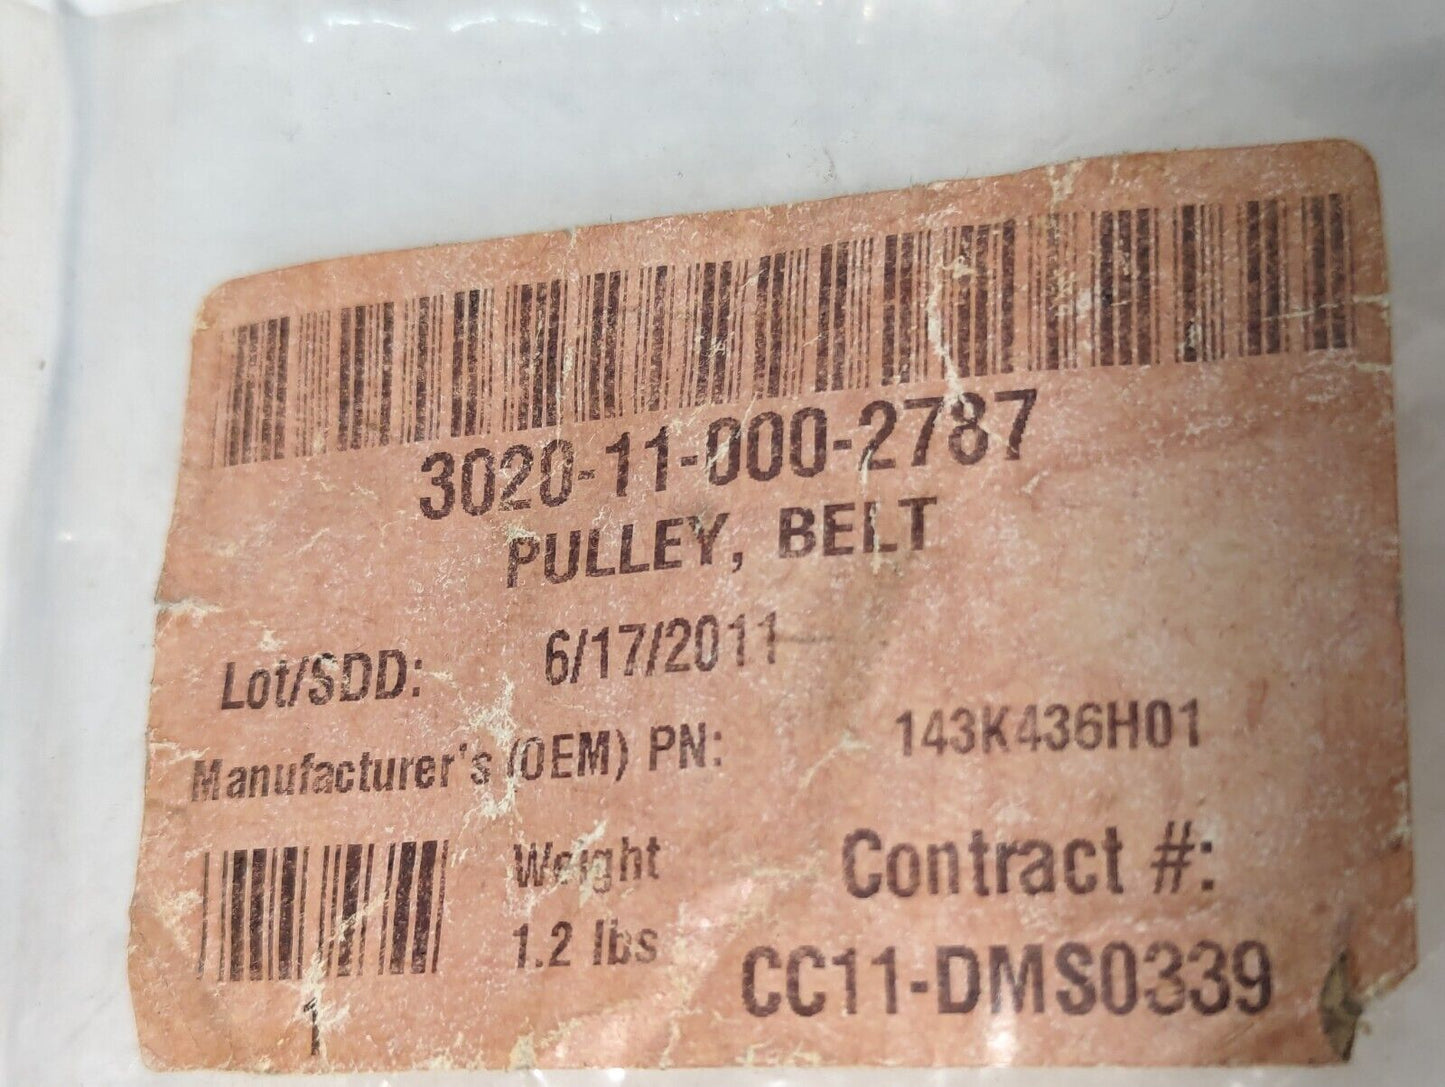 3020-11-000-2787
PULLEY, BELT
Lot/SDD: 6/17/2011
Manufacturer's (OEM) PN: 143K436H01
Weight
1.2 lbs
Contract #:
CC11-DMS0339
1